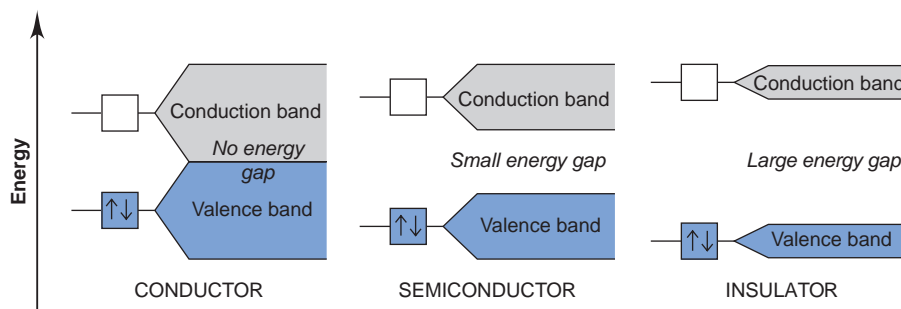 Energy
Conduction band
No energy
gap
Valence band
CONDUCTOR
Conduction band
Small energy gap
Valence band
SEMICONDUCTOR
Conduction band
Large energy gap
Valence band
INSULATOR